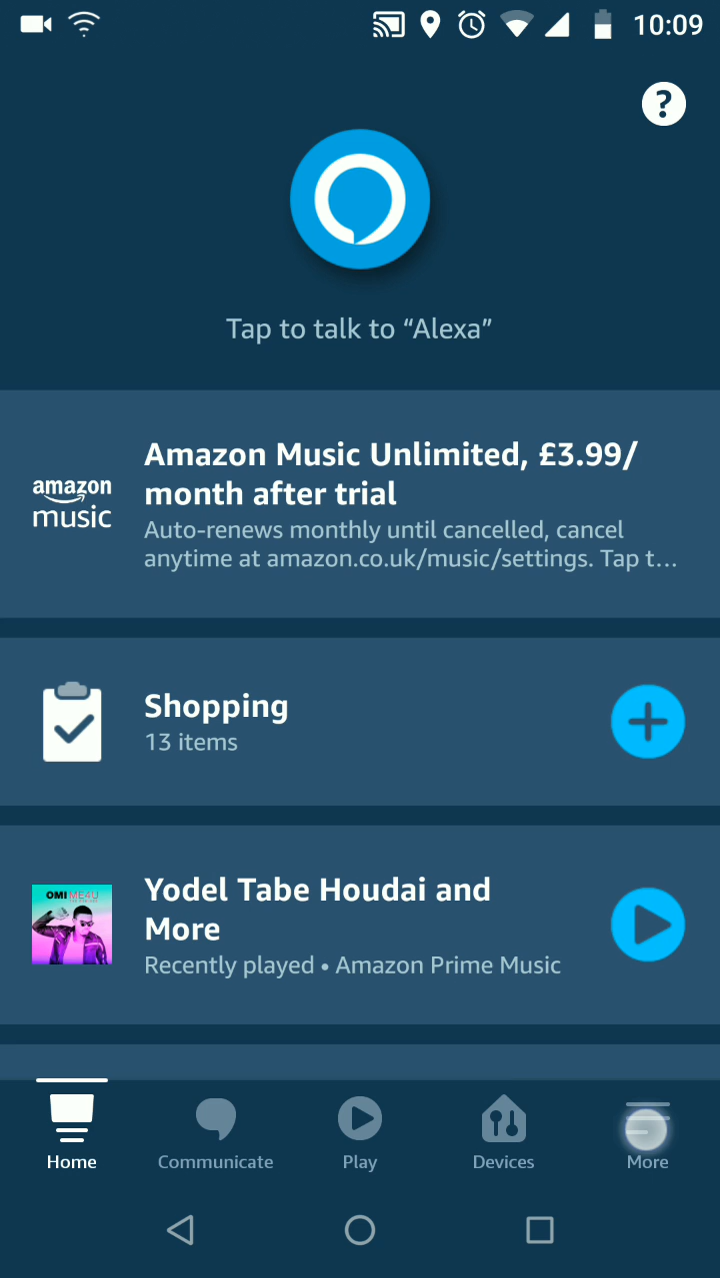 10:09
?
Tap to talk to “Alexa”
Amazon Music Unlimited, £3.99/
month after trial
amazon
music
Auto-renews monthly until cancelled, cancel
anytime at amazon.co.uk/music/settings. Tap t...
Shopping
13 items
OMI ME4U
Yodel Tabe Houdai and
More
Recently played • Amazon Prime Music
Home
Communicate
Play
Devices
More